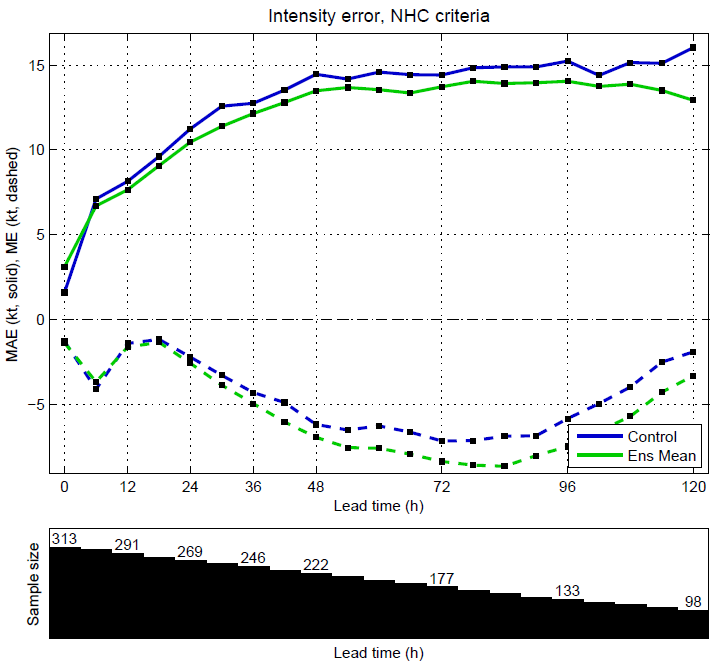 Intensity error, NHC criteria
MAE (kt, solid), ME (kt, dashed)
15
10
5
0
−5
Control
Ens Mean
0 12 24 36 48 72 96 120
Lead time (h)
Sample size
313 291 269 246 222 177 133 98
Lead time (h)